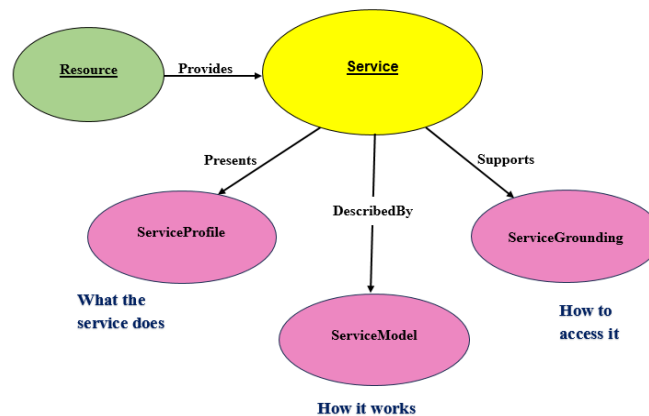 Resource
Provides
Service
Presents
Supports
DescribedBy
ServiceProfile
ServiceGrounding
What the
service does
How to
access it
ServiceModel
How it works